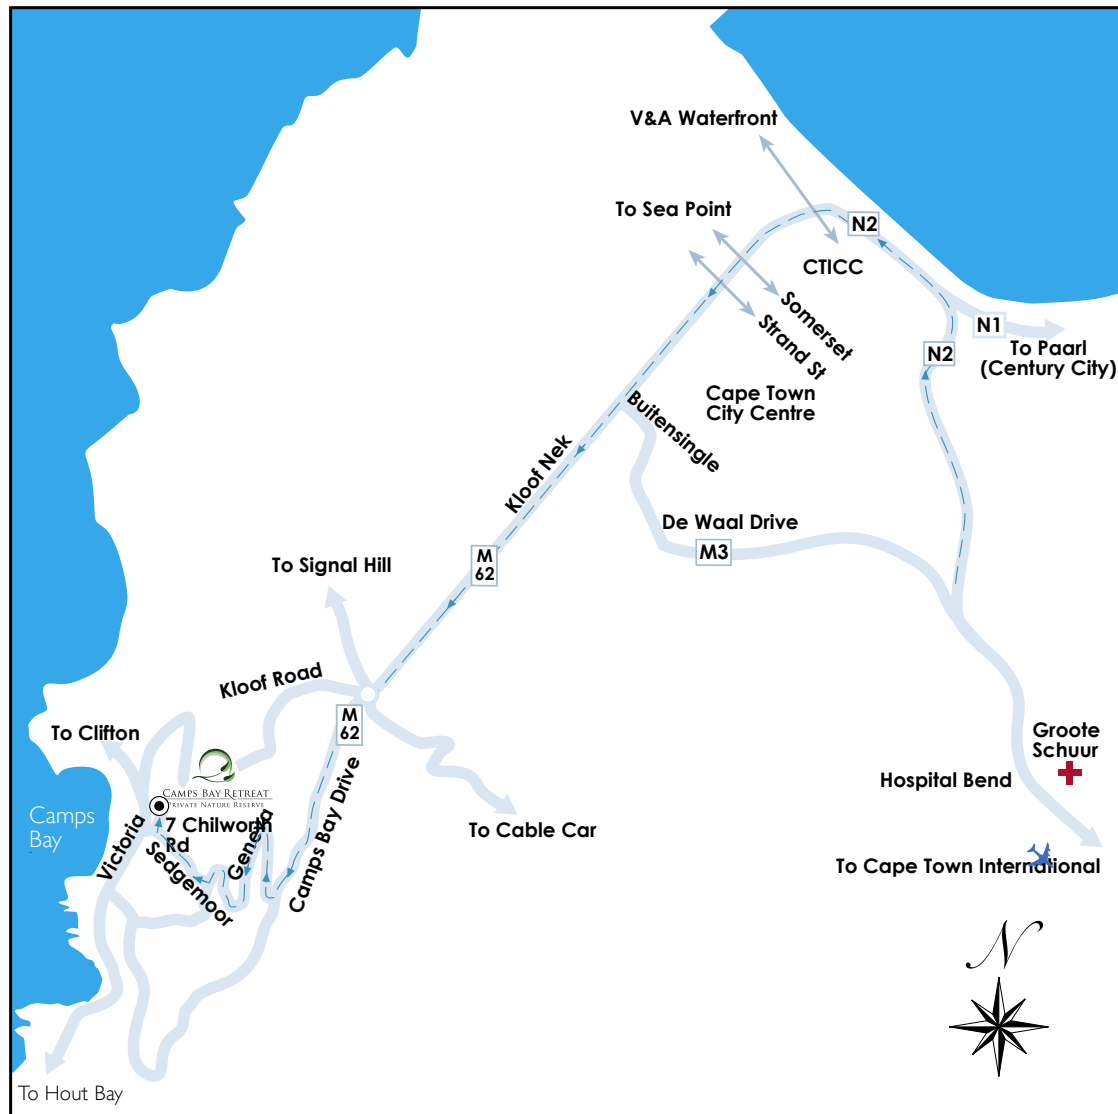 V&A Waterfront
To Sea Point
N2
CTICC
Somerset
Strand St
N1
To Paarl
(Century City)
N2
Cape Town
City Centre
Buitensingle
Kloof Nek
De Waal Drive
M3
M
62
To Signal Hill
Kloof Road
M
62
To Clifton
Groote
Schuur
Hospital Bend
CAMPS BAY RETREAT
PRIVATE NATURE RESERVE
Camps
Bay
7 Chilworth
Rd
Victoria
Sedgemoor
Geneva
Camps Bay Drive
To Cable Car
To Cape Town International
N
To Hout Bay